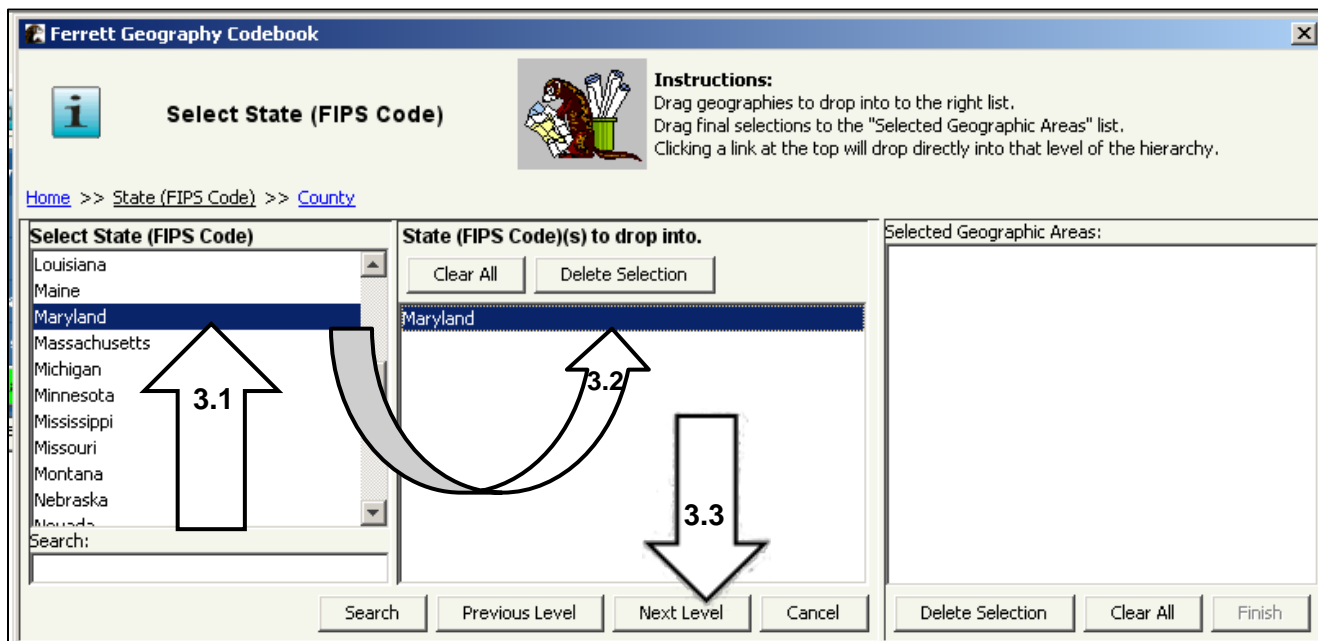 Ferrett Geography Codebook
Select State (FIPS Code)
Instructions:
Drag geographies to drop into to the right list.
Drag final selections to the "Selected Geographic Areas" list.
Clicking a link at the top will drop directly into that level of the hierarchy.
Home >> State (FIPS Code) >> County
Select State (FIPS Code)
Louisiana
Maine
Maryland
Massachusetts
Michigan
Minnesota
Mississippi
Missouri
Montana
Nebraska
Nevada
Search:
State (FIPS Code)(s) to drop into.
Clear All
Delete Selection
Maryland
3.1
3.2
3.3
Search
Previous Level
Next Level
Cancel
Selected Geographic Areas:
Delete Selection
Clear All
Finish